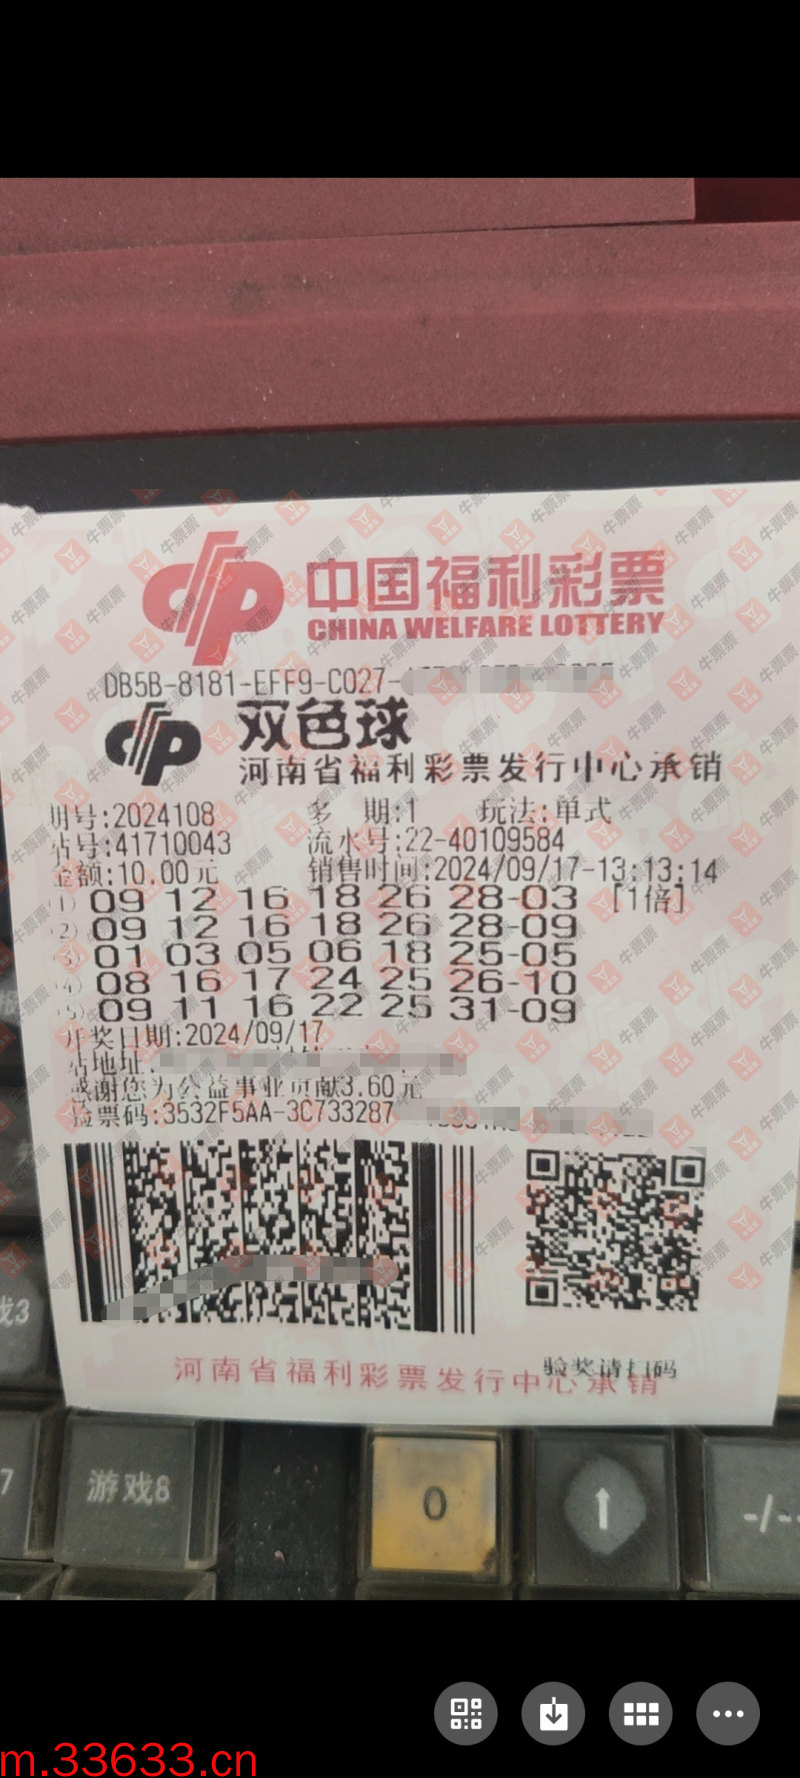 中国福利彩票
CHINA WELFARE LOTTERY
DB5B-8181-EFF9-C027-
双色球
河南省福利彩票发行中心承销
期号:2024108 多 期:1 玩法:单式
站号:41710043 流水号:22-40109584
金额:10.00元 销售时间:2024/09/17-13:13:14
(1) 09 12 16 18 26 28-03 [1倍]
(2) 09 12 16 18 26 28-09
(3) 01 03 05 06 18 25-05
(4) 08 16 17 24 25 26-10
(5) 09 11 16 22 25 31-09
开奖日期:2024/09/17
站地址:
感谢您为公益事业贡献3.60元
验票码:3532F5AA-3C733287
验奖请扫码
河南省福利彩票发行中心承销
戏3
7
游戏8
0
牛票票
m.33633.cn